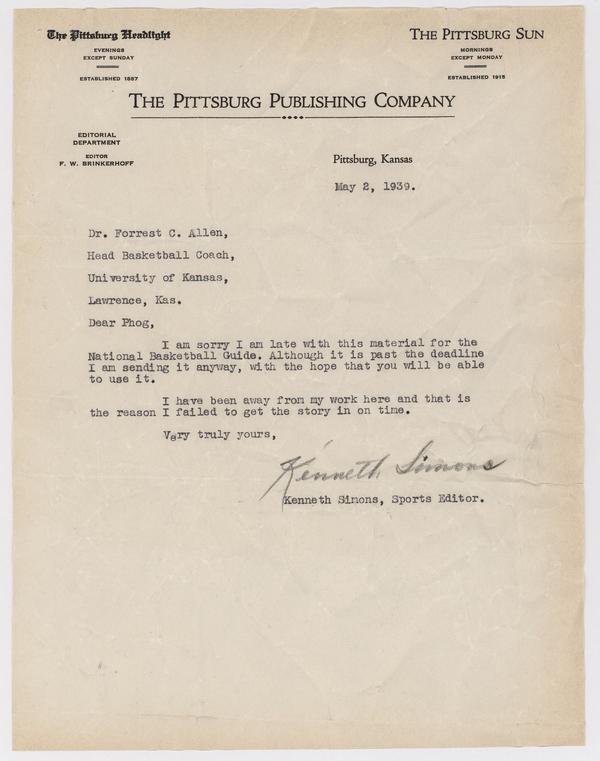 The Pittsburg Headlight
EVENINGS
EXCEPT SUNDAY
ESTABLISHED 1887
THE PITTSBURG SUN
MORNINGS
EXCEPT MONDAY
ESTABLISHED 1915
THE PITTSBURG PUBLISHING COMPANY
EDITORIAL
DEPARTMENT
EDITOR
F. W. BRINKERHOFF
Pittsburg, Kansas
May 2, 1939.
Dr. Forrest C. Allen,
Head Basketball Coach,
University of Kansas,
Lawrence, Kas.
Dear Phog,
I am sorry I am late with this material for the
National Basketball Guide. Although it is past the deadline
I am sending it anyway, with the hope that you will be able
to use it.
I have been away from my work here and that is
the reason I failed to get the story in on time.
Very truly yours,
Kenneth Simons
Kenneth Simons, Sports Editor.